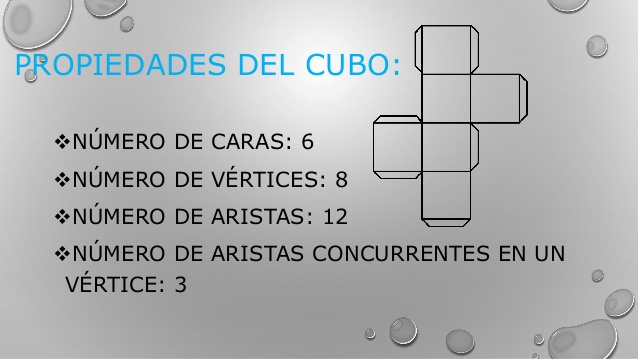 PROPIEDADES DEL CUBO:
❖NÚMERO DE CARAS: 6
❖NÚMERO DE VÉRTICES: 8
❖NÚMERO DE ARISTAS: 12
❖NÚMERO DE ARISTAS CONCURRENTES EN UN
VÉRTICE: 3